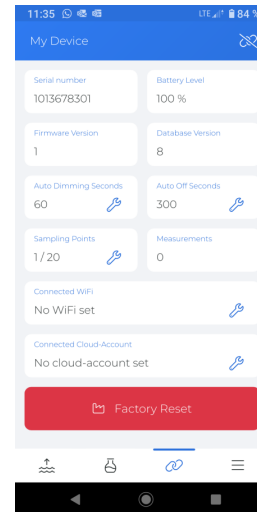 11:35 LTE 84 %
My Device
Serial number
1013678301
Battery Level
100 %
Firmware Version
1
Database Version
8
Auto Dimming Seconds
60
Auto Off Seconds
300
Sampling Points
1 / 20
Measurements
0
Connected WiFi
No WiFi set
Connected Cloud-Account
No cloud-account set
Factory Reset